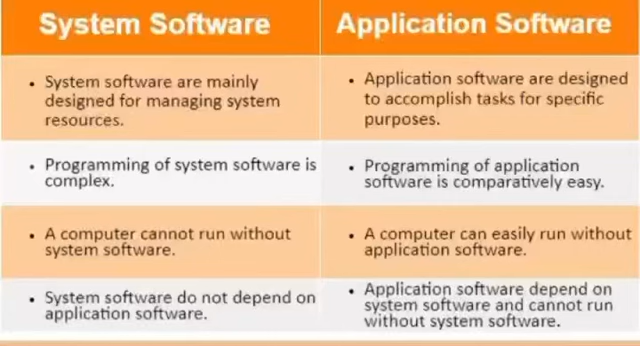 System Software
Application Software
• System software are mainly
designed for managing system
resources.
• Application software are designed
to accomplish tasks for specific
purposes.
• Programming of system software is
complex.
• Programming of application
software is comparatively easy.
• A computer cannot run without
system software.
• A computer can easily run without
application software.
• System software do not depend on
application software.
• Application software depend on
system software and cannot run
without system software.